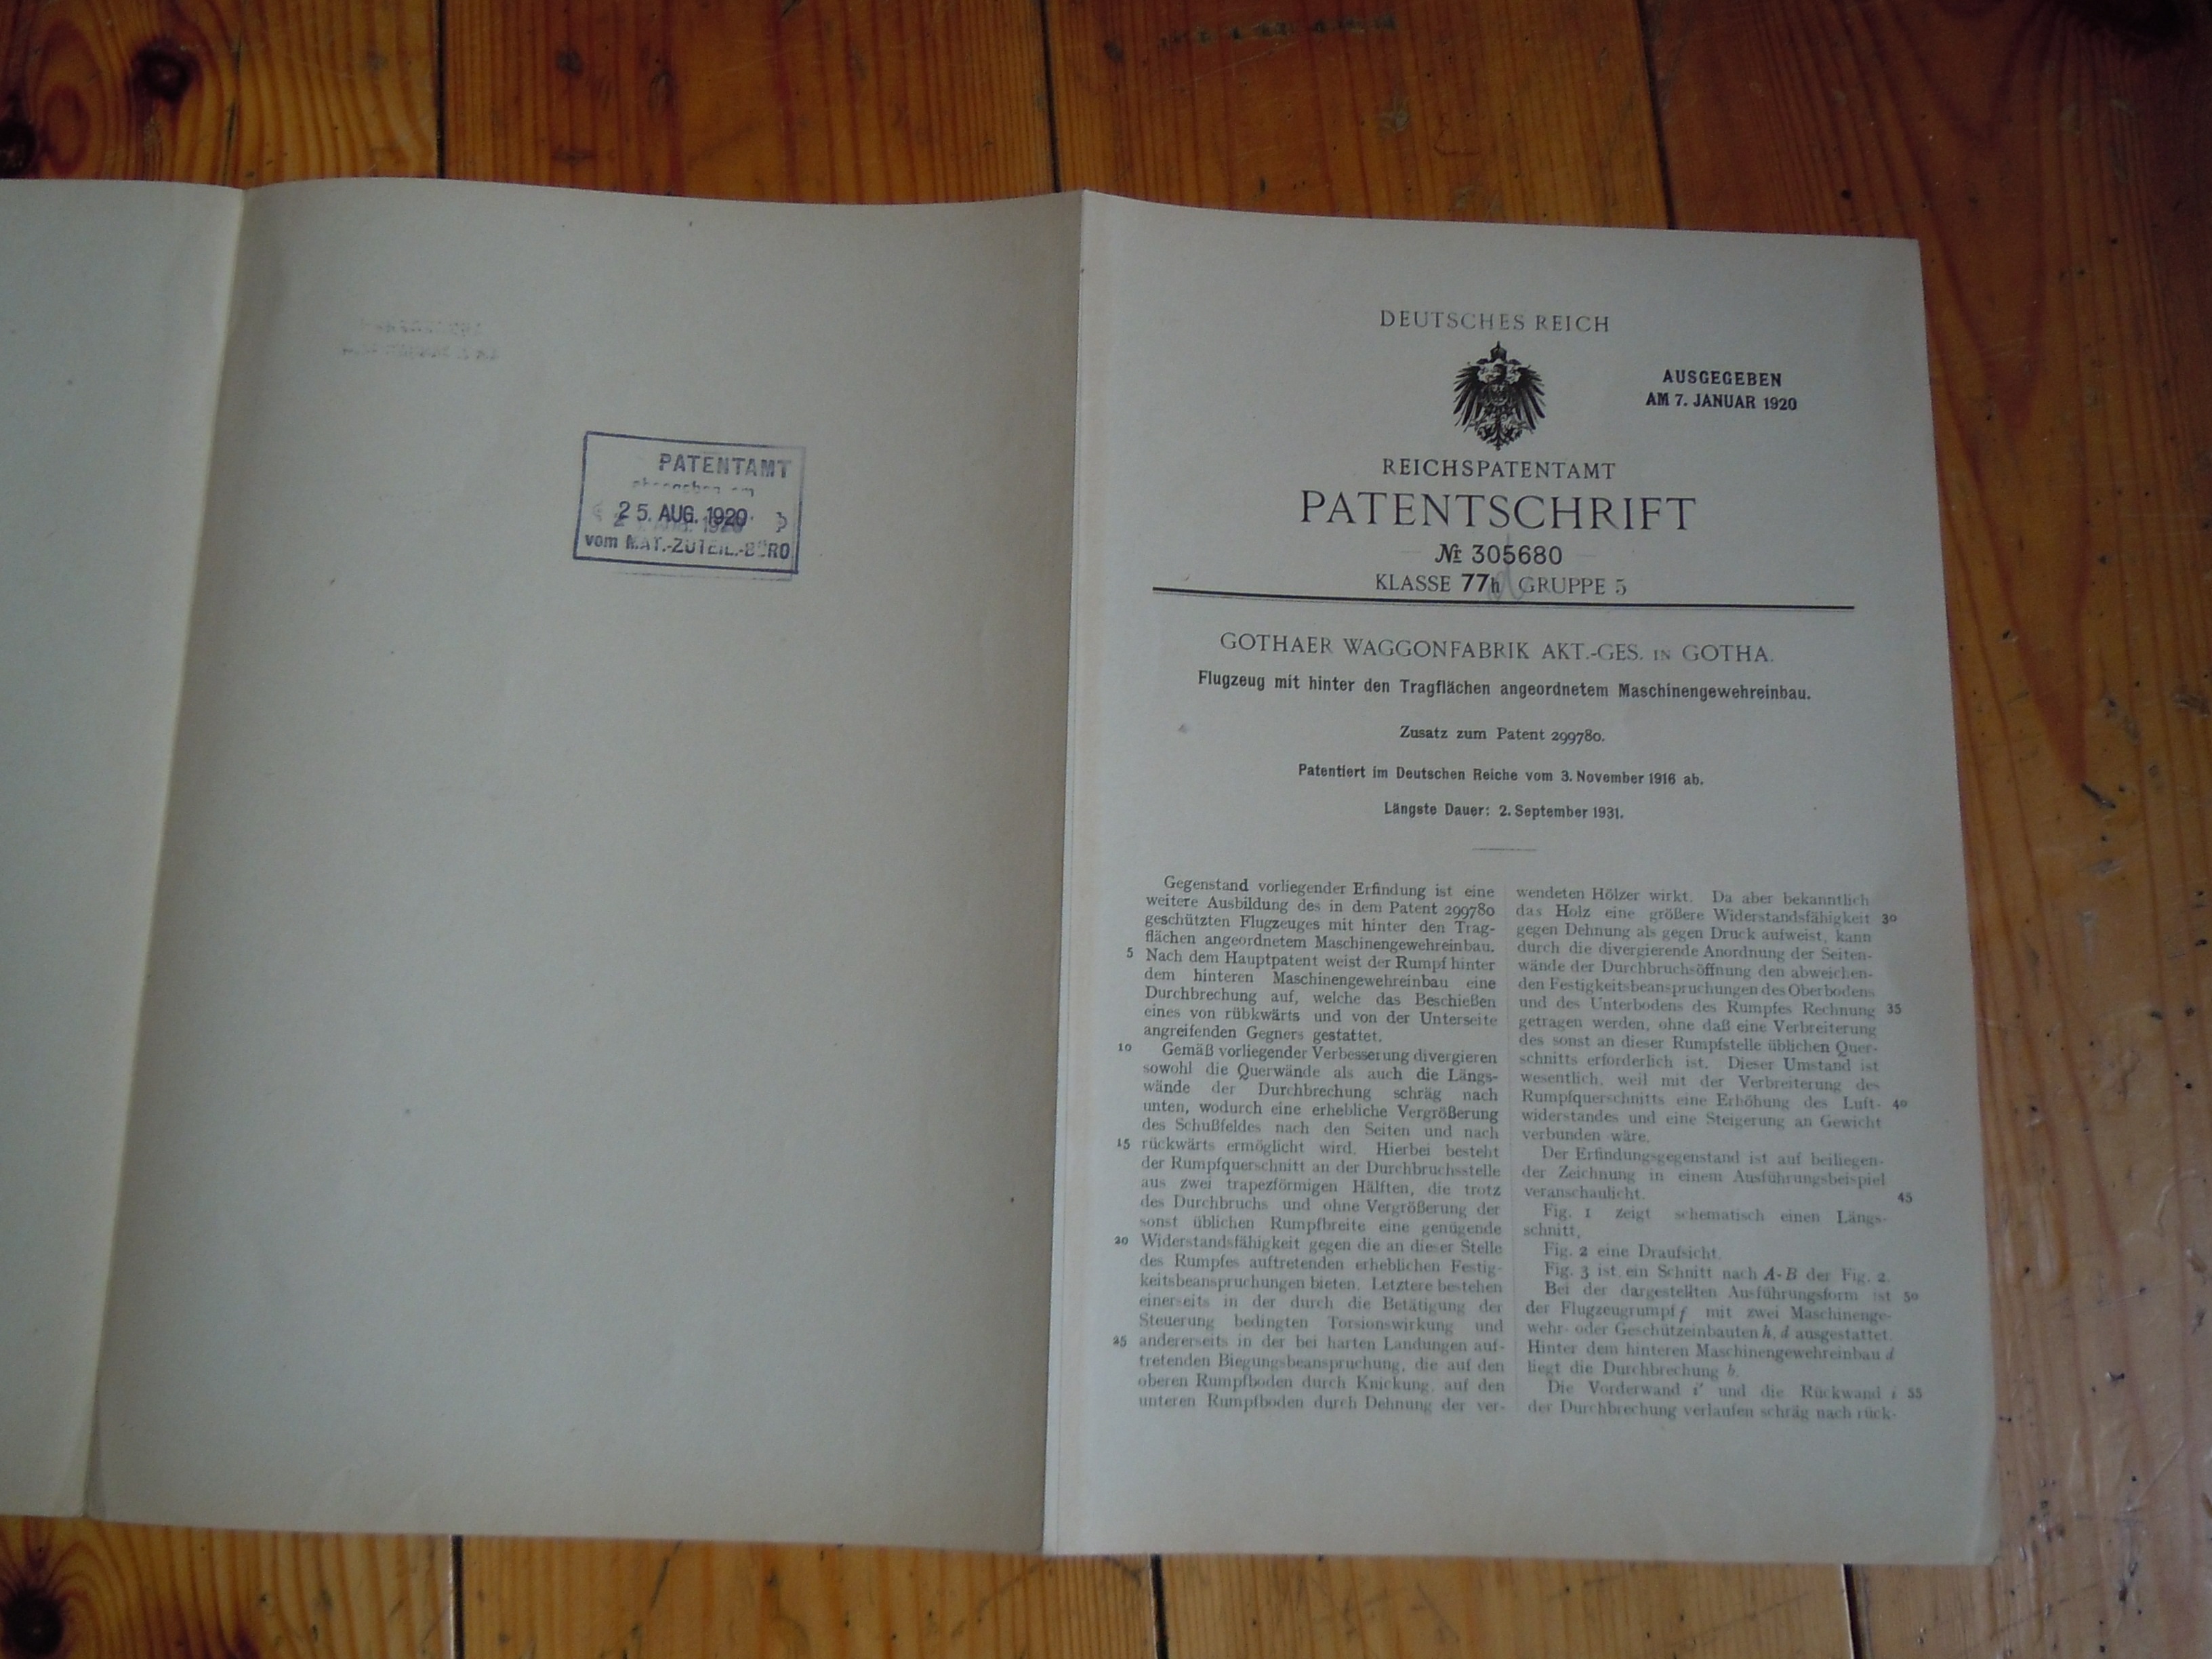 PATENTAMT
25. AUG. 1920
vom MAT.-ZUTEIL.-BÜRO
DEUTSCHES REICH
AUSGEGEBEN
AM 7. JANUAR 1920
REICHSPATENTAMT
PATENTSCHRIFT
№ 305680
KLASSE 77h GRUPPE 5
GOTHAER WAGGONFABRIK AKT.-GES. IN GOTHA.
Flugzeug mit hinter den Tragflächen angeordnetem Maschinengewehreinbau.
Zusatz zum Patent 299780.
Patentiert im Deutschen Reiche vom 3. November 1916 ab.
Längste Dauer: 2. September 1931.
Gegenstand vorliegender Erfindung ist eine
weitere Ausbildung des in dem Patent 299780
geschützten Flugzeuges mit hinter den Trag-
flächen angeordnetem Maschinengewehreinbau.
5 Nach dem Hauptpatent weist der Rumpf hinter
dem hinteren Maschinengewehreinbau eine
Durchbrechung auf, welche das Beschießen
eines von rübkwärts und von der Unterseite
angreifenden Gegners gestattet.
10 Gemäß vorliegender Verbesserung divergieren
sowohl die Querwände als auch die Längs-
wände der Durchbrechung schräg nach
unten, wodurch eine erhebliche Vergrößerung
des Schußfeldes nach den Seiten und nach
15 rückwärts ermöglicht wird. Hierbei besteht
der Rumpfquerschnitt an der Durchbruchsstelle
aus zwei trapezförmigen Hälften, die trotz
des Durchbruchs und ohne Vergrößerung der
sonst üblichen Rumpfbreite eine genügende
20 Widerstandsfähigkeit gegen die an dieser Stelle
des Rumpfes auftretenden erheblichen Festig-
keitsbeanspruchungen bieten. Letztere bestehen
einerseits in der durch die Betätigung der
Steuerung bedingten Torsionswirkung und
25 andererseits in der bei harten Landungen auf-
tretenden Biegungsbeanspruchung, die auf den
oberen Rumpfboden durch Knickung, auf den
unteren Rumpfboden durch Dehnung der ver-
wendeten Hölzer wirkt. Da aber bekanntlich
das Holz eine größere Widerstandsfähigkeit 30
gegen Dehnung als gegen Druck aufweist, kann
durch die divergierende Anordnung der Seiten-
wände der Durchbruchsöffnung den abweichen-
den Festigkeitsbeanspruchungen des Oberbodens
und des Unterbodens des Rumpfes Rechnung 35
getragen werden, ohne daß eine Verbreiterung
des sonst an dieser Rumpfstelle üblichen Quer-
schnitts erforderlich ist. Dieser Umstand ist
wesentlich, weil mit der Verbreiterung des
Rumpfquerschnitts eine Erhöhung des Luft- 40
widerstandes und eine Steigerung an Gewicht
verbunden wäre.
Der Erfindungsgegenstand ist auf beiliegen-
der Zeichnung in einem Ausführungsbeispiel
veranschaulicht. 45
Fig. 1 zeigt schematisch einen Längs-
schnitt,
Fig. 2 eine Draufsicht.
Fig. 3 ist ein Schnitt nach A-B der Fig. 2.
Bei der dargestellten Ausführungsform ist 50
der Flugzeugrumpf f mit zwei Maschinenge-
wehr- oder Geschützeinbauten h, d ausgestattet.
Hinter dem hinteren Maschinengewehreinbau d
liegt die Durchbrechung b.
Die Vorderwand i' und die Rückwand i 55
der Durchbrechung verlaufen schräg nach rück-